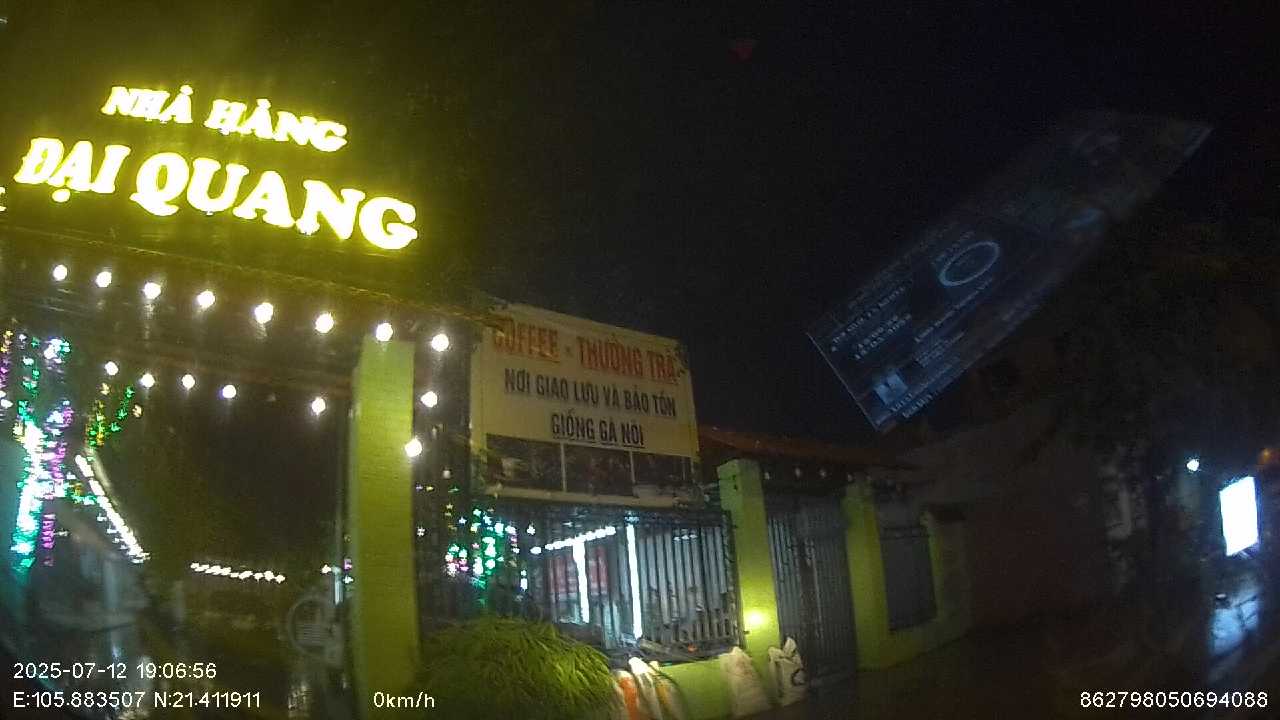 NHÀ HÀNG
ĐẠI QUANG
COFFEE - THƯỜNG TRÀ
NƠI GIAO LƯU VÀ BẢO TỒN
GIỐNG GÀ NÒI
2025-07-12 19:06:56
E:105.883507 N:21.411911
0km/h
862798050694088